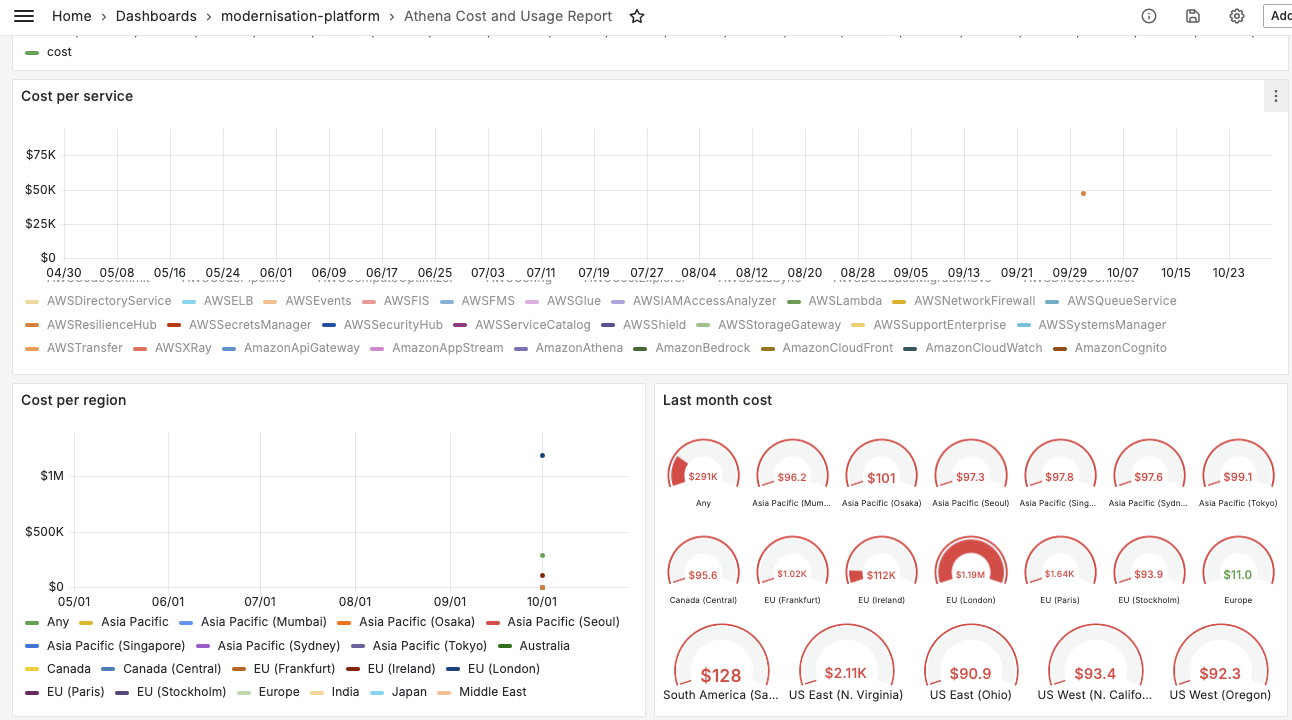 Home › Dashboards › modernisation-platform › Athena Cost and Usage Report
Add
cost
Cost per service
$75K
$50K
$25K
$0
04/30 05/08 05/16 05/24 06/01 06/09 06/17 06/25 07/03 07/11 07/19 07/27 08/04 08/12 08/20 08/28 09/05 09/13 09/21 09/29 10/07 10/15 10/23
AWSDirectoryService AWSELB AWSEvents AWSFIS AWSFMS AWSGlue AWSIAMAccessAnalyzer AWSLambda AWSNetworkFirewall AWSQueueService
AWSResilienceHub AWSSecretsManager AWSSecurityHub AWSServiceCatalog AWSShield AWSStorageGateway AWSSupportEnterprise AWSSystemsManager
AWSTransfer AWSXRay AmazonApiGateway AmazonAppStream AmazonAthena AmazonBedrock AmazonCloudFront AmazonCloudWatch AmazonCognito
Cost per region
$1M
$500K
$0
05/01 06/01 07/01 08/01 09/01 10/01
Any Asia Pacific Asia Pacific (Mumbai) Asia Pacific (Osaka) Asia Pacific (Seoul)
Asia Pacific (Singapore) Asia Pacific (Sydney) Asia Pacific (Tokyo) Australia
Canada Canada (Central) EU (Frankfurt) EU (Ireland) EU (London)
EU (Paris) EU (Stockholm) Europe India Japan Middle East
Last month cost
$291K $96.2 $101 $97.3 $97.8 $97.6 $99.1
Any Asia Pacific (Mum... Asia Pacific (Osaka) Asia Pacific (Seoul) Asia Pacific (Sing... Asia Pacific (Sydn... Asia Pacific (Tokyo)
$95.6 $1.02K $112K $1.19M $1.64K $93.9 $11.0
Canada (Central) EU (Frankfurt) EU (Ireland) EU (London) EU (Paris) EU (Stockholm) Europe
$128 $2.11K $90.9 $93.4 $92.3
South America (Sa... US East (N. Virginia) US East (Ohio) US West (N. Califo... US West (Oregon)